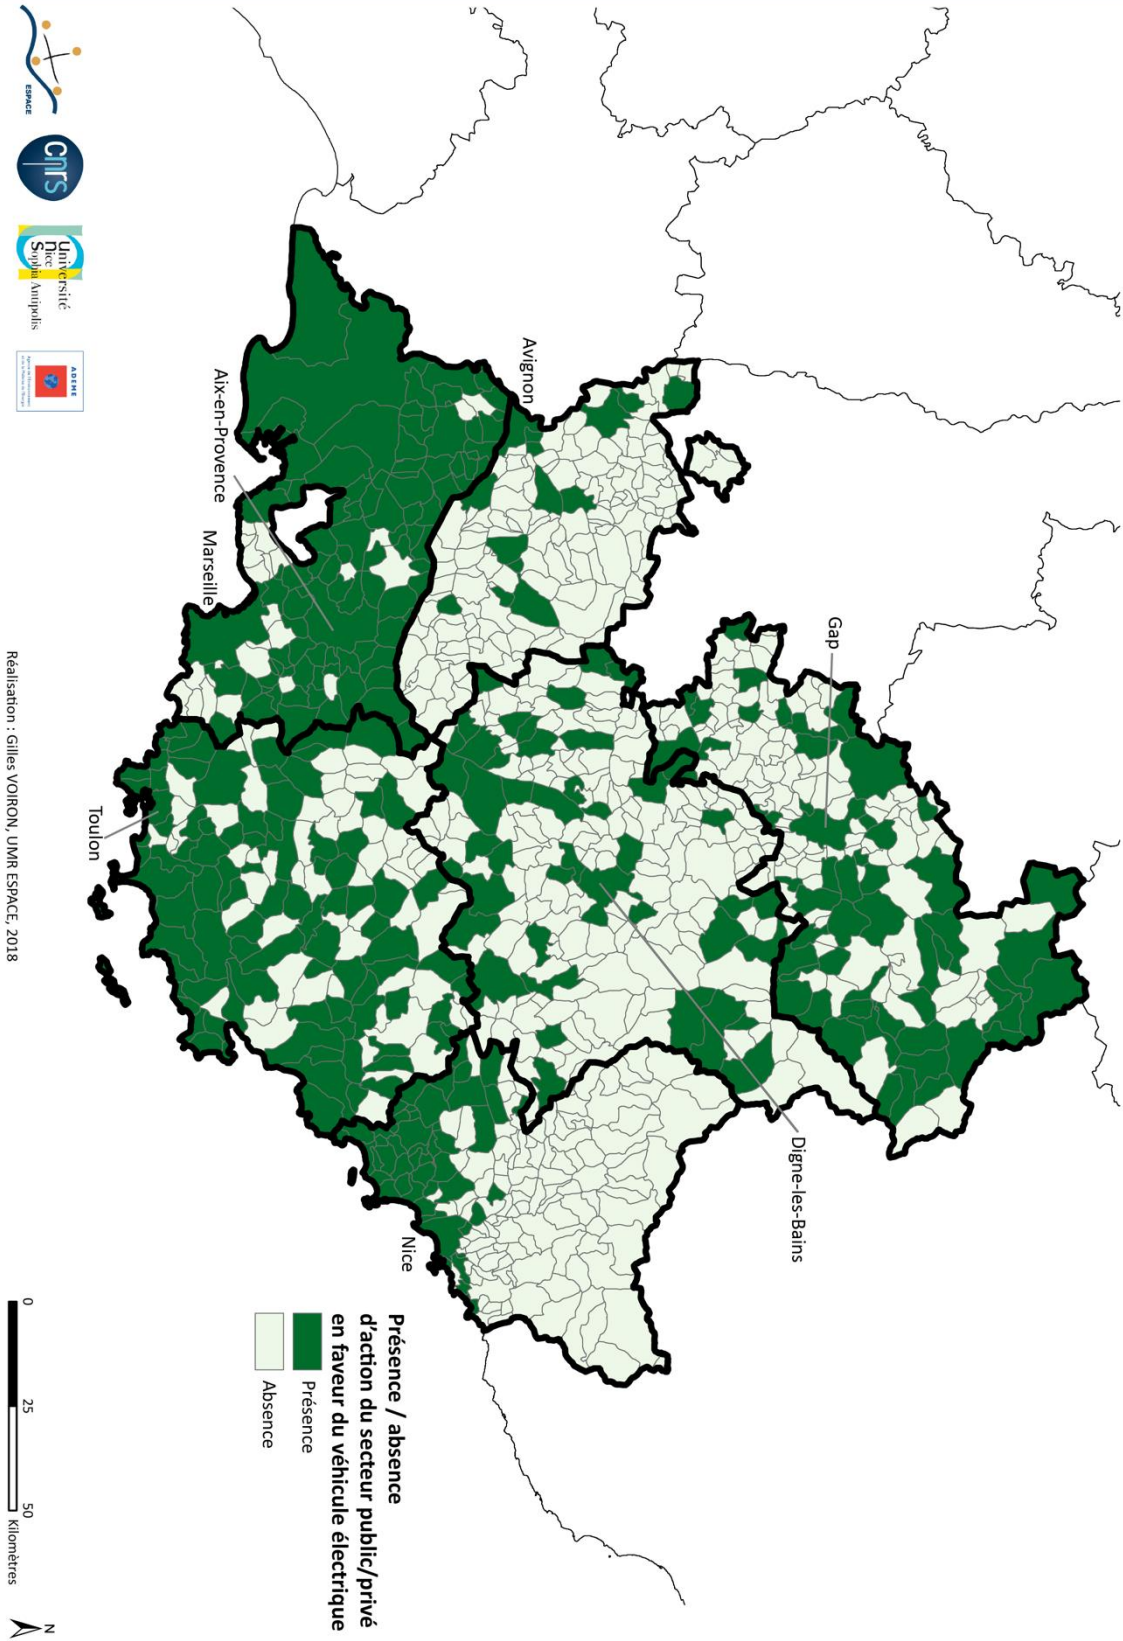 Gap
Digne-les-Bains
Avignon
Nice
Aix-en-Provence
Marseille
Toulon
Présence / absence
d'action du secteur public/privé
en faveur du véhicule électrique
Présence
Absence
0 25 50 Kilomètres
N
ESPACE
cnrs
Université
Nice
Sophia Antipolis
ADEME
Réalisation : Gilles VOIRON, UMR ESPACE, 2018